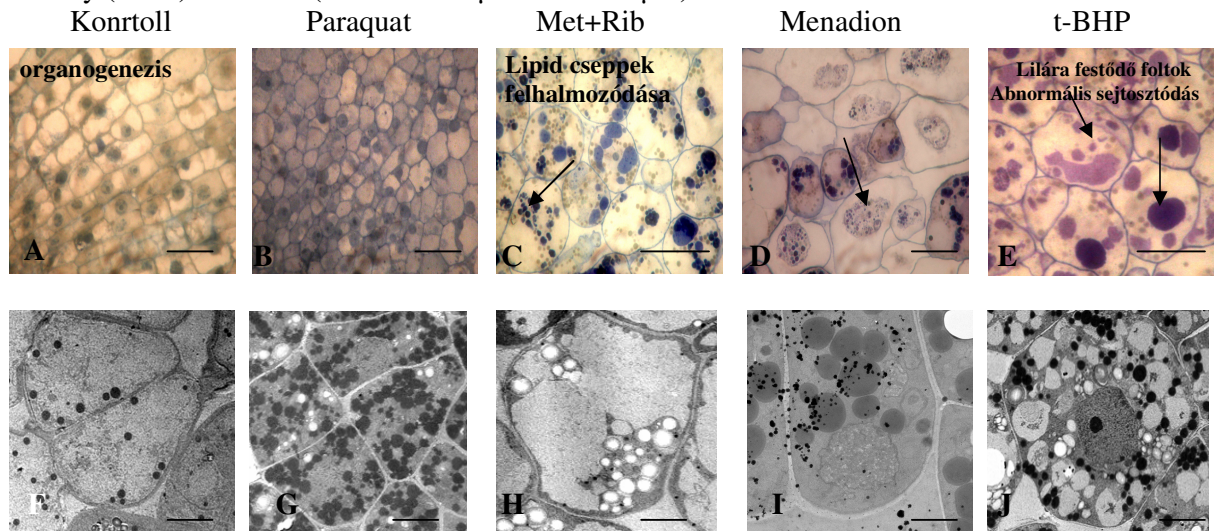 Konrtoll Paraquat Met+Rib Menadion t-BHP
organogenezis
Lipid cseppek
felhalmozódása
Lilára festődő foltok
Abnormális sejtosztódás
A B C D E
F G H I J